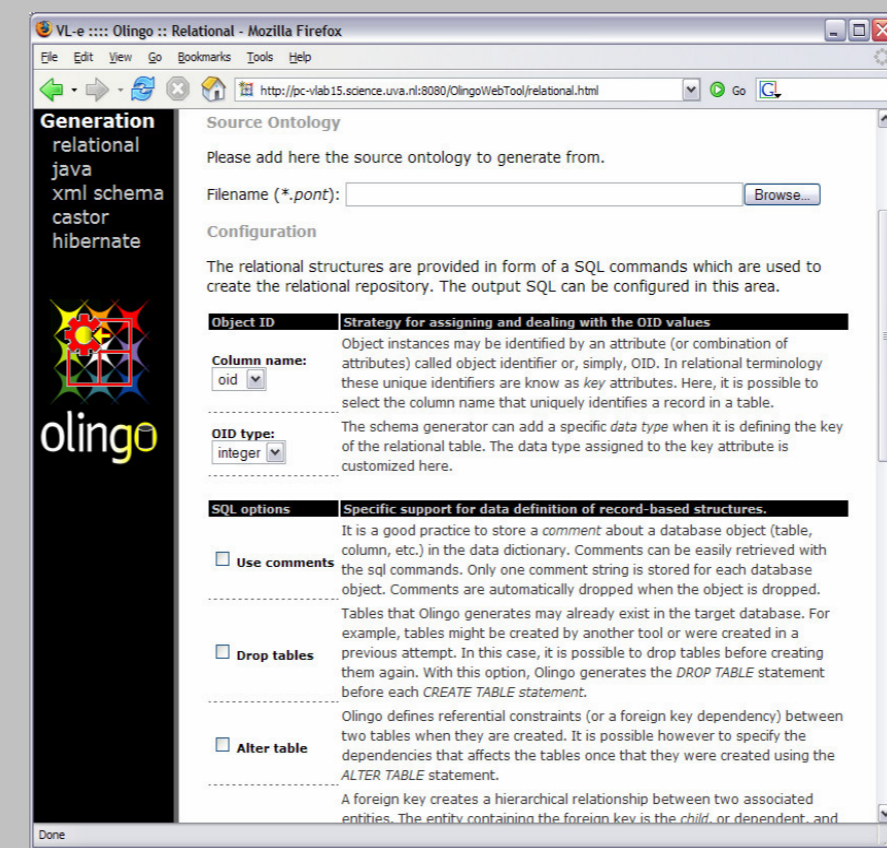 VL-e :::: Olingo :: Relational - Mozilla Firefox
File Edit View Go Bookmarks Tools Help
http://pc-vlab15.science.uva.nl:8080/OlingoWebTool/relational.html Go G
Generation
relational
java
xml schema
castor
hibernate
olingo
Source Ontology
Please add here the source ontology to generate from.
Filename (*.pont): Browse...
Configuration
The relational structures are provided in form of a SQL commands which are used to
create the relational repository. The output SQL can be configured in this area.
Object ID Strategy for assigning and dealing with the OID values
Column name:
oid
Object instances may be identified by an attribute (or combination of
attributes) called object identifier or, simply, OID. In relational terminology
these unique identifiers are know as key attributes. Here, it is possible to
select the column name that uniquely identifies a record in a table.
OID type:
integer
The schema generator can add a specific data type when it is defining the key
of the relational table. The data type assigned to the key attribute is
customized here.
SQL options Specific support for data definition of record-based structures.
Use comments
It is a good practice to store a comment about a database object (table,
column, etc.) in the data dictionary. Comments can be easily retrieved with
the sql commands. Only one comment string is stored for each database
object. Comments are automatically dropped when the object is dropped.
Drop tables
Tables that Olingo generates may already exist in the target database. For
example, tables might be created by another tool or were created in a
previous attempt. In this case, it is possible to drop tables before creating
them again. With this option, Olingo generates the DROP TABLE statement
before each CREATE TABLE statement.
Alter table
Olingo defines referential constraints (or a foreign key dependency) between
two tables when they are created. It is possible however to specify the
dependencies that affects the tables once that they were created using the
ALTER TABLE statement.
A foreign key creates a hierarchical relationship between two associated
entities. The entity containing the foreign key is the child, or dependent, and
Done